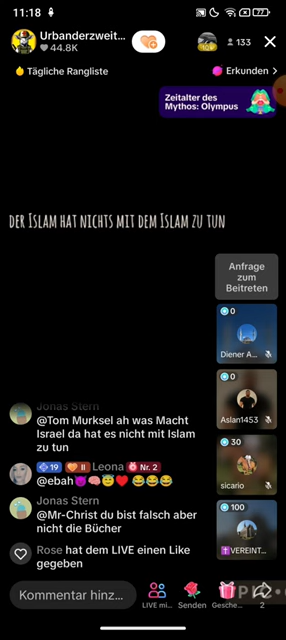 11:18
77
Urbanderzweit...
44.8K
133
Tägliche Rangliste
Erkunden >
Zeitalter des
Mythos: Olympus
DER ISLAM HAT NICHTS MIT DEM ISLAM ZU TUN
Anfrage
zum
Beitreten
0
Diener A...
0
Aslan1453
30
sicario
100
VEREINT...
Jonas Stern
@Tom Murksel ah was Macht
Israel da hat es nicht mit Islam
zu tun
19 II Leona Nr. 2
@ebah😈🧠😇❤️😂😂😂
Jonas Stern
@Mr-Christ du bist falsch aber
nicht die Bücher
Rose hat dem LIVE einen Like
gegeben
Kommentar hinz...
LIVE mi... Senden Gesche... 2